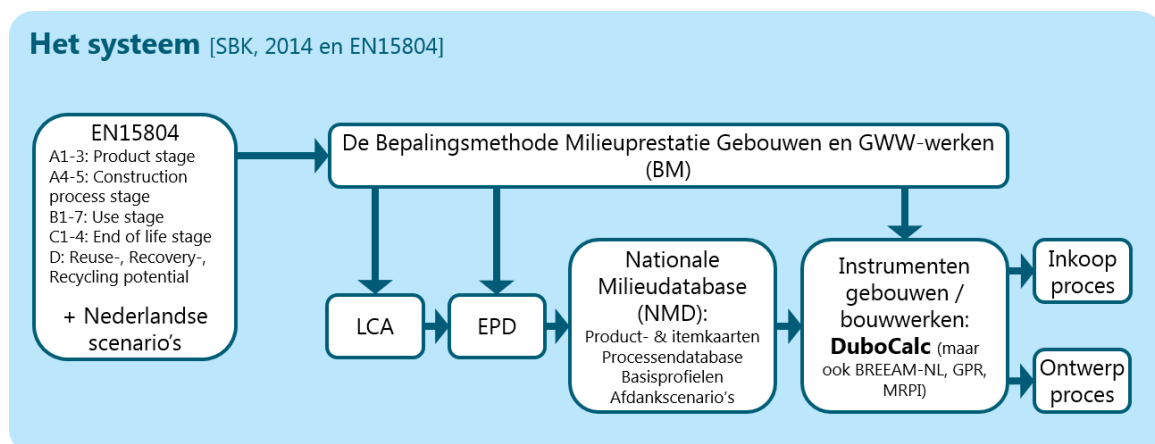 Het systeem [SBK, 2014 en EN15804]
EN15804
A1-3: Product stage
A4-5: Construction
process stage
B1-7: Use stage
C1-4: End of life stage
D: Reuse-, Recovery-,
Recycling potential
+ Nederlandse
scenario's
De Bepalingsmethode Milieuprestatie Gebouwen en GWW-werken
(BM)
LCA
EPD
Nationale
Milieudatabase
(NMD):
Product- & itemkaarten
Processendatabase
Basisprofielen
Afdankscenario's
Instrumenten
gebouwen /
bouwwerken:
DuboCalc (maar
ook BREEAM-NL, GPR,
MRPI)
Inkoop
proces
Ontwerp
proces